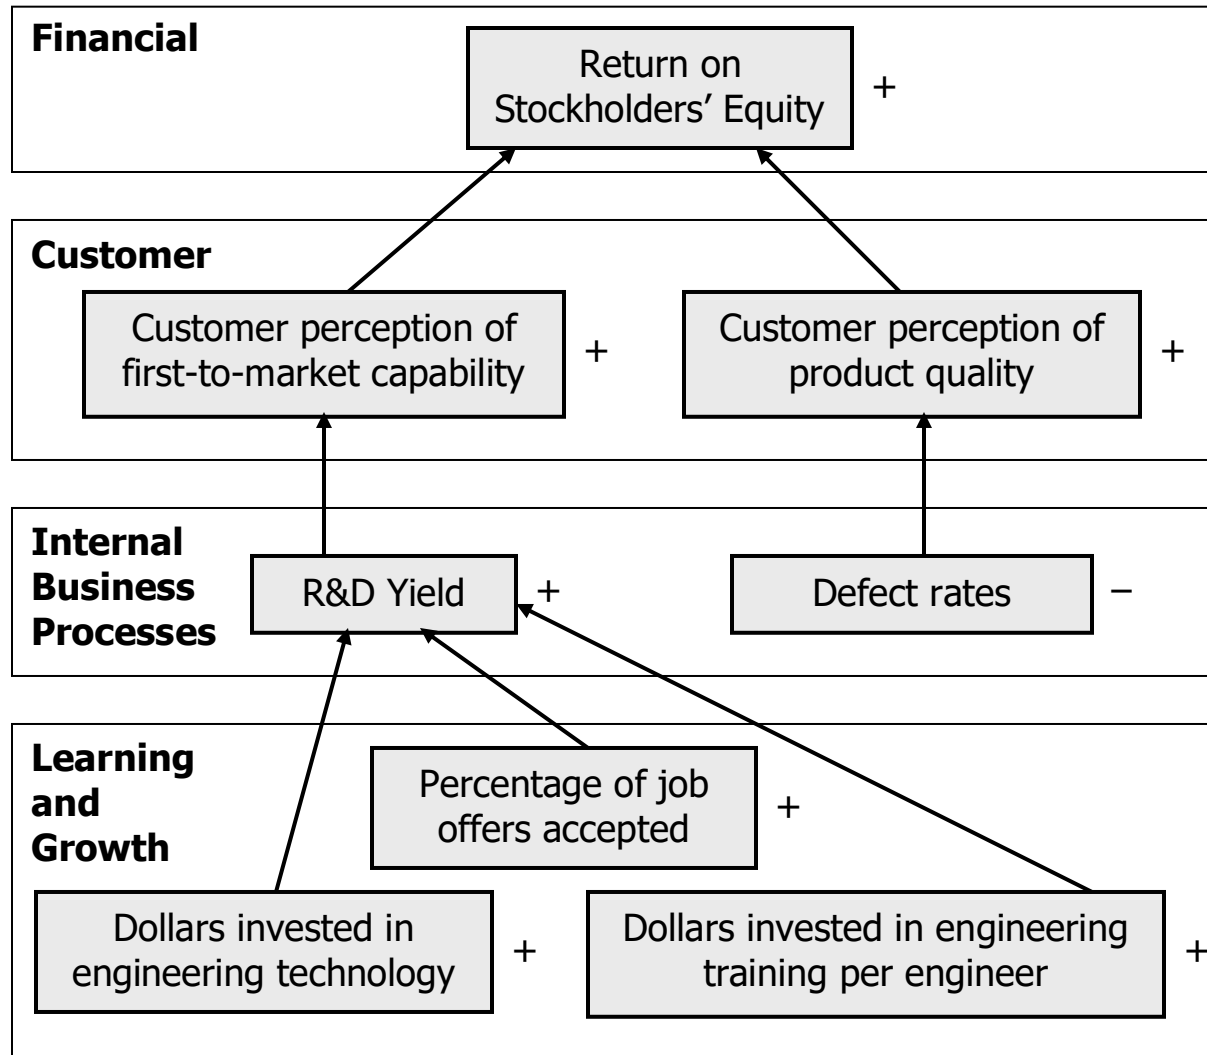 Financial
Return on
Stockholders’ Equity
+
Customer
Customer perception of
first-to-market capability
+
Customer perception of
product quality
+
Internal
Business
Processes
R&D Yield
+
Defect rates
–
Learning
and
Growth
Percentage of job
offers accepted
+
Dollars invested in
engineering technology
+
Dollars invested in engineering
training per engineer
+